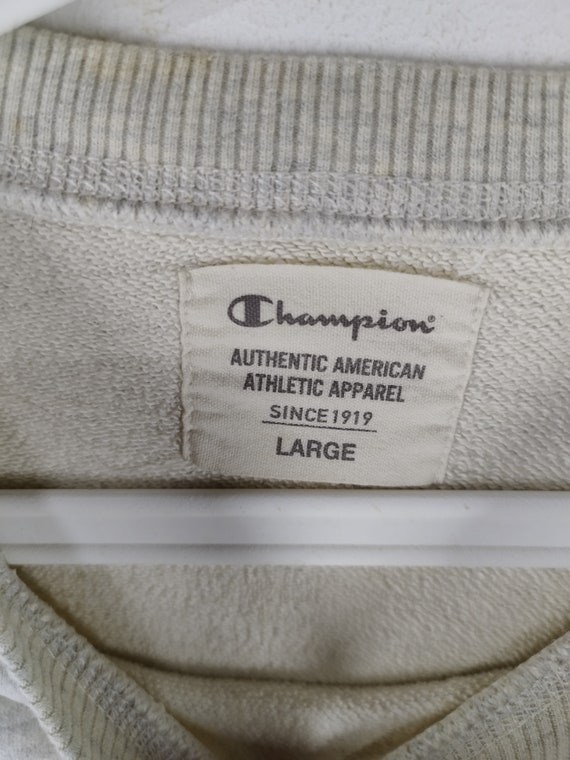 Champion®
AUTHENTIC AMERICAN
ATHLETIC APPAREL
SINCE 1919
LARGE